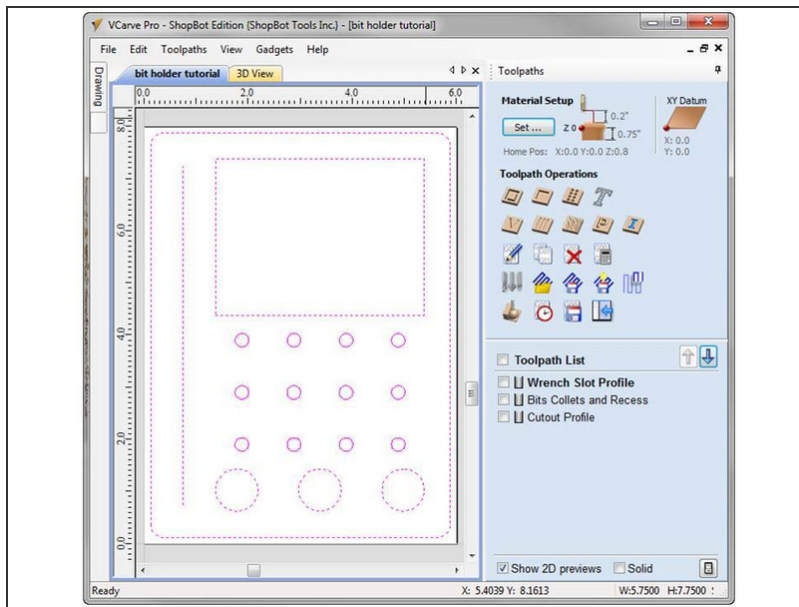 VCarve Pro - ShopBot Edition {ShopBot Tools Inc.} - [bit holder tutorial]
File Edit Toolpaths View Gadgets Help
Drawing
bit holder tutorial 3D View
0.0 2.0 4.0 6.0
8.0
6.0
4.0
2.0
0.0
Toolpaths
Material Setup
Set ...
Z 0
0.2"
0.75"
XY Datum
X: 0.0
Y: 0.0
Home Pos: X:0.0 Y:0.0 Z:0.8
Toolpath Operations
Toolpath List
Wrench Slot Profile
Bits Collets and Recess
Cutout Profile
Show 2D previews Solid
Ready
X: 5.4039 Y: 8.1613
W:5.7500 H:7.7500